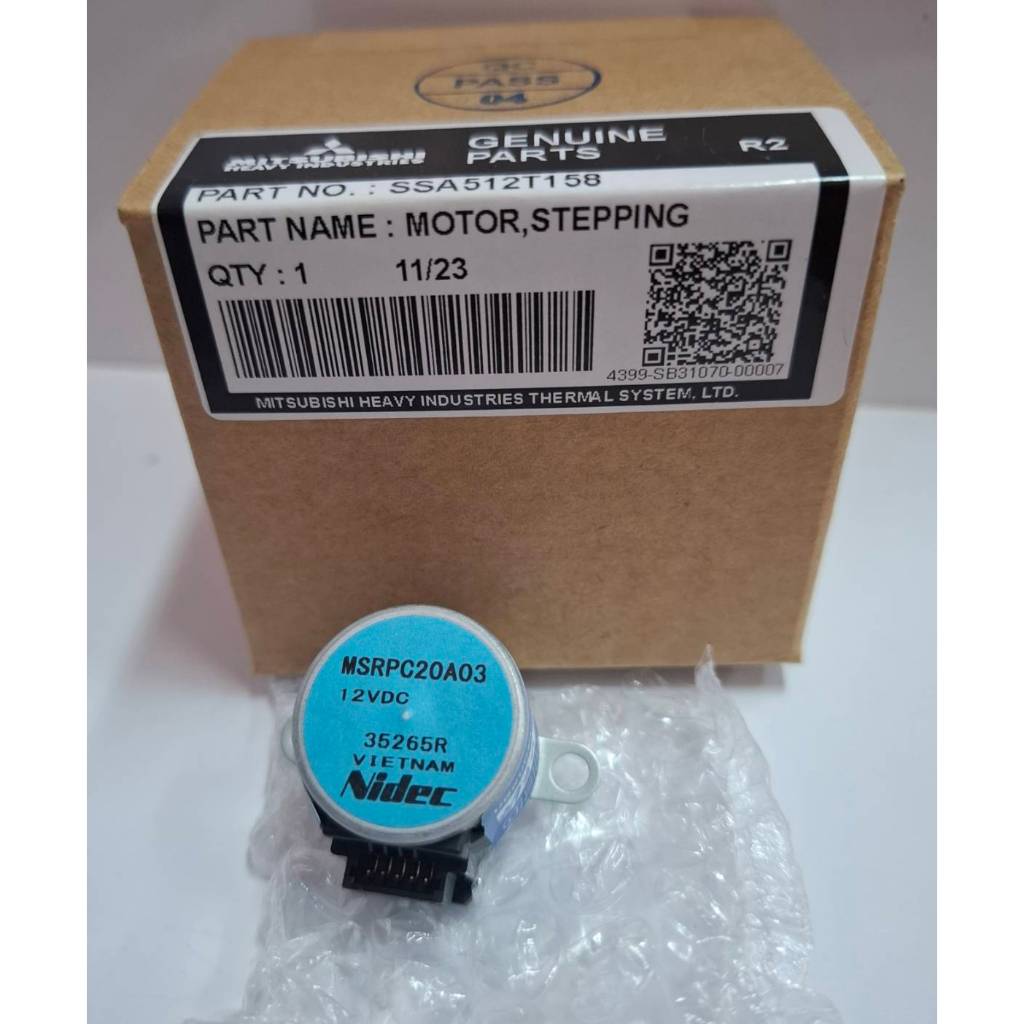 PASS
04
MITSUBISHI
HEAVY INDUSTRIES
GENUINE
PARTS
R2
PART NO. : SSA512T158
PART NAME : MOTOR,STEPPING
QTY : 1 11/23
4399-SB31070-00007
MITSUBISHI HEAVY INDUSTRIES THERMAL SYSTEM, LTD.
MSRPC20A03
12VDC
35265R
VIETNAM
Nidec